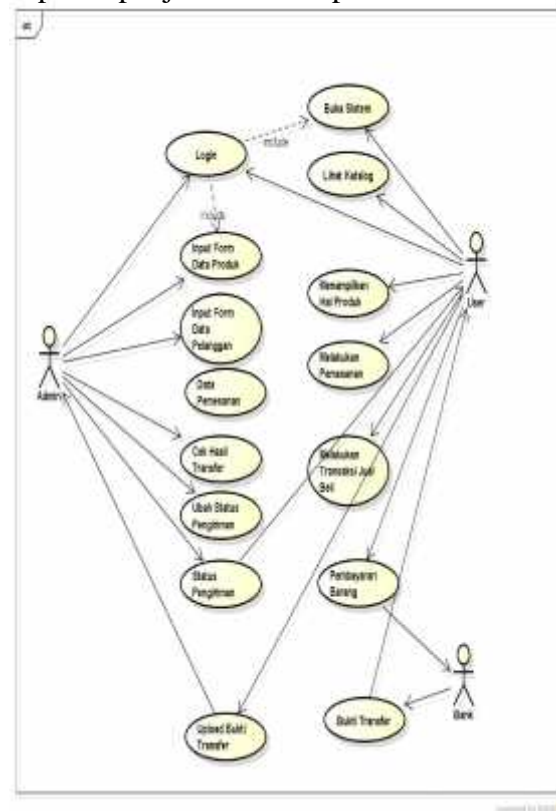 uc
Buka Sistem
Login
include
Lihat Katalog
include
Input Form
Data Produk
User
Menampilkan
Hal Produk
Input Form
Data
Pelanggan
Admin
Melakukan
Pemesanan
Data
Pemesanan
Cek Hasil
Transfer
Melakukan
Transaksi Jual
Beli
Ubah Status
Pengiriman
Status
Pengiriman
Pembayaran
Barang
Bank
Upload Bukti
Transfer
Bukti Transfer